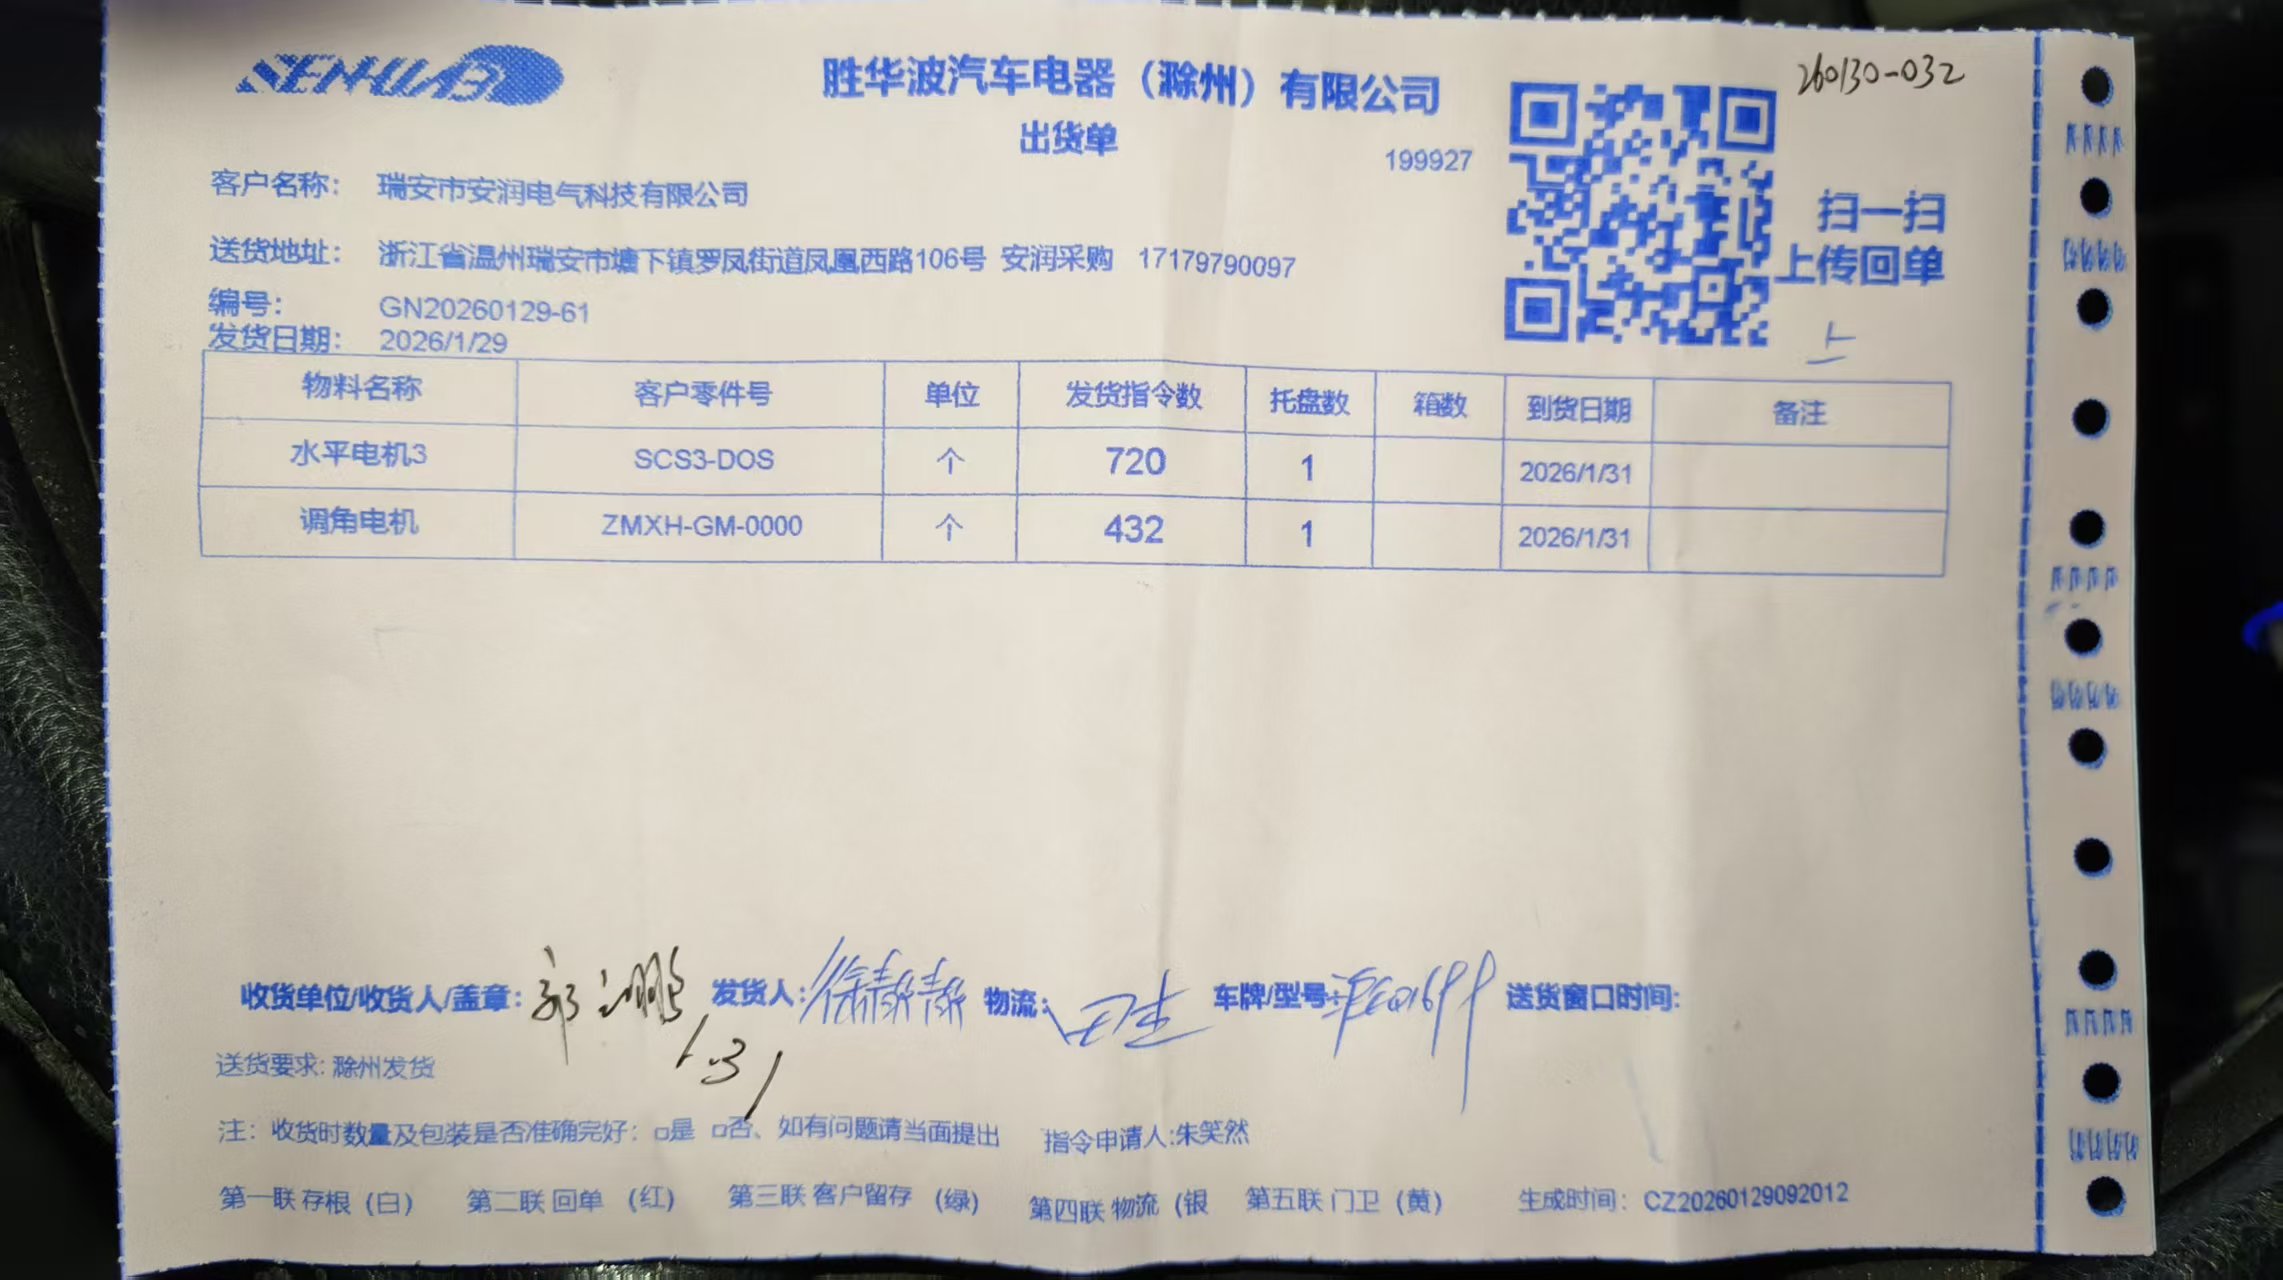 SENHUAB
胜华波汽车电器（滁州）有限公司
260130-032
出货单
199927
客户名称： 瑞安市安润电气科技有限公司
扫一扫
上传回单
送货地址： 浙江省温州瑞安市塘下镇罗凤街道凤凰西路106号 安润采购 17179790097
编号： GN20260129-61
发货日期： 2026/1/29
物料名称 客户零件号 单位 发货指令数 托盘数 箱数 到货日期 备注
水平电机3 SCS3-DOS 个 720 1 2026/1/31
调角电机 ZMXH-GM-0000 个 432 1 2026/1/31
收货单位/收货人/盖章： 发货人： 徐静静 物流： 车牌/型号： 送货窗口时间：
1.31
送货要求: 滁州发货
注：收货时数量及包装是否准确完好：□是 □否、如有问题请当面提出 指令申请人:朱笑然
第一联 存根（白） 第二联 回单 （红） 第三联 客户留存 （绿） 第四联 物流（银 第五联 门卫（黄） 生成时间：CZ20260129092012